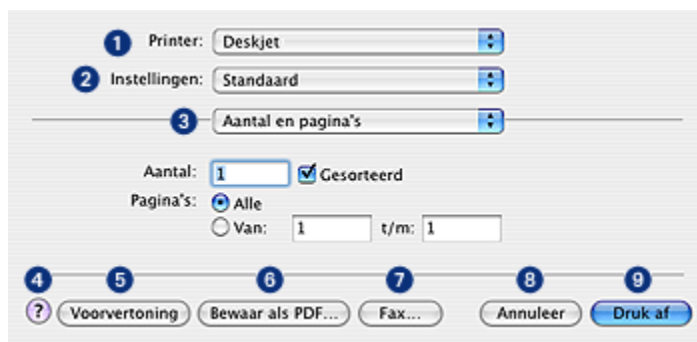 1 Printer: Deskjet
2 Instellingen: Standaard
3 Aantal en pagina's
Aantal: 1 Gesorteerd
Pagina's: Alle
Van: 1 t/m: 1
4 5 6 7 8 9
? Voorvertoning Bewaar als PDF... Fax... Annuleer Druk af